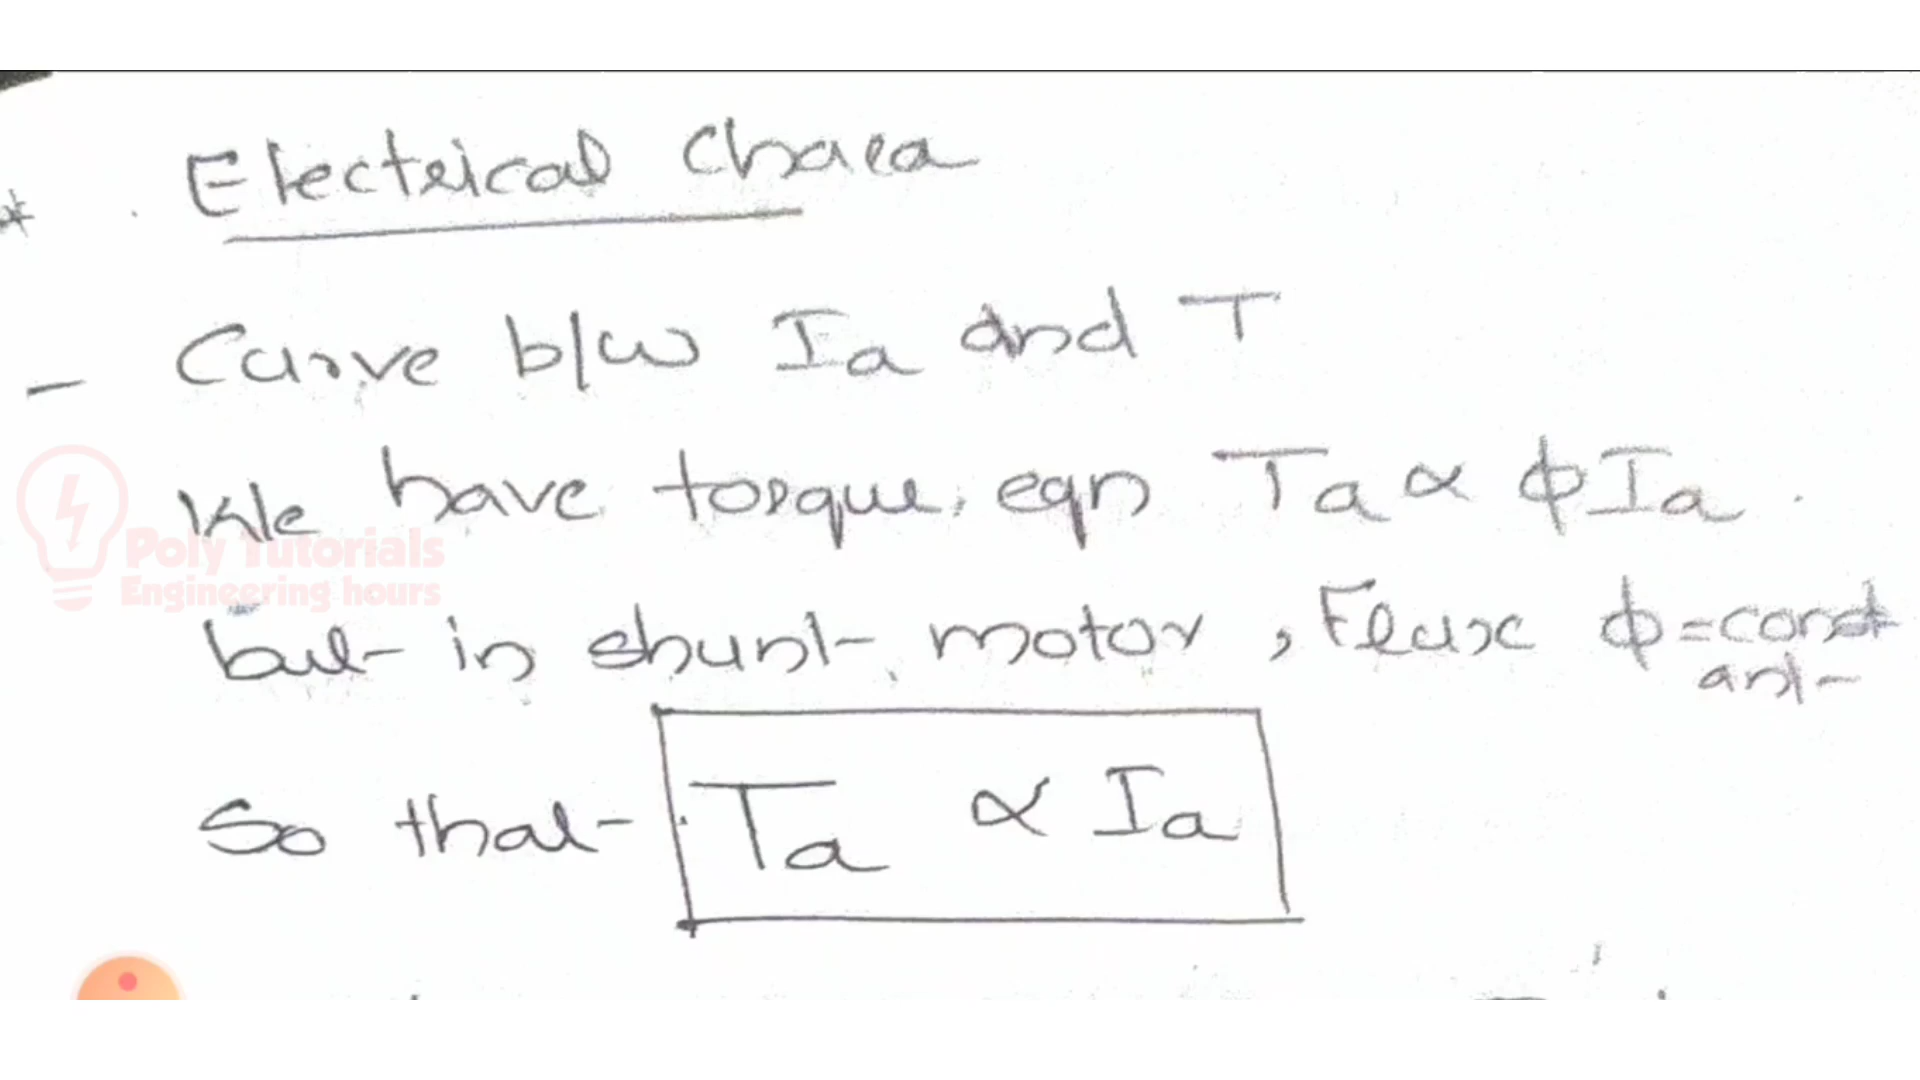 * Electrical Chara
- Curve b/w Ia and T
We have torque eqn Ta ∝ ϕIa.
Poly Tutorials
Engineering hours
but in shunt motor, Flux ϕ = const
ant
So that Ta ∝ Ia